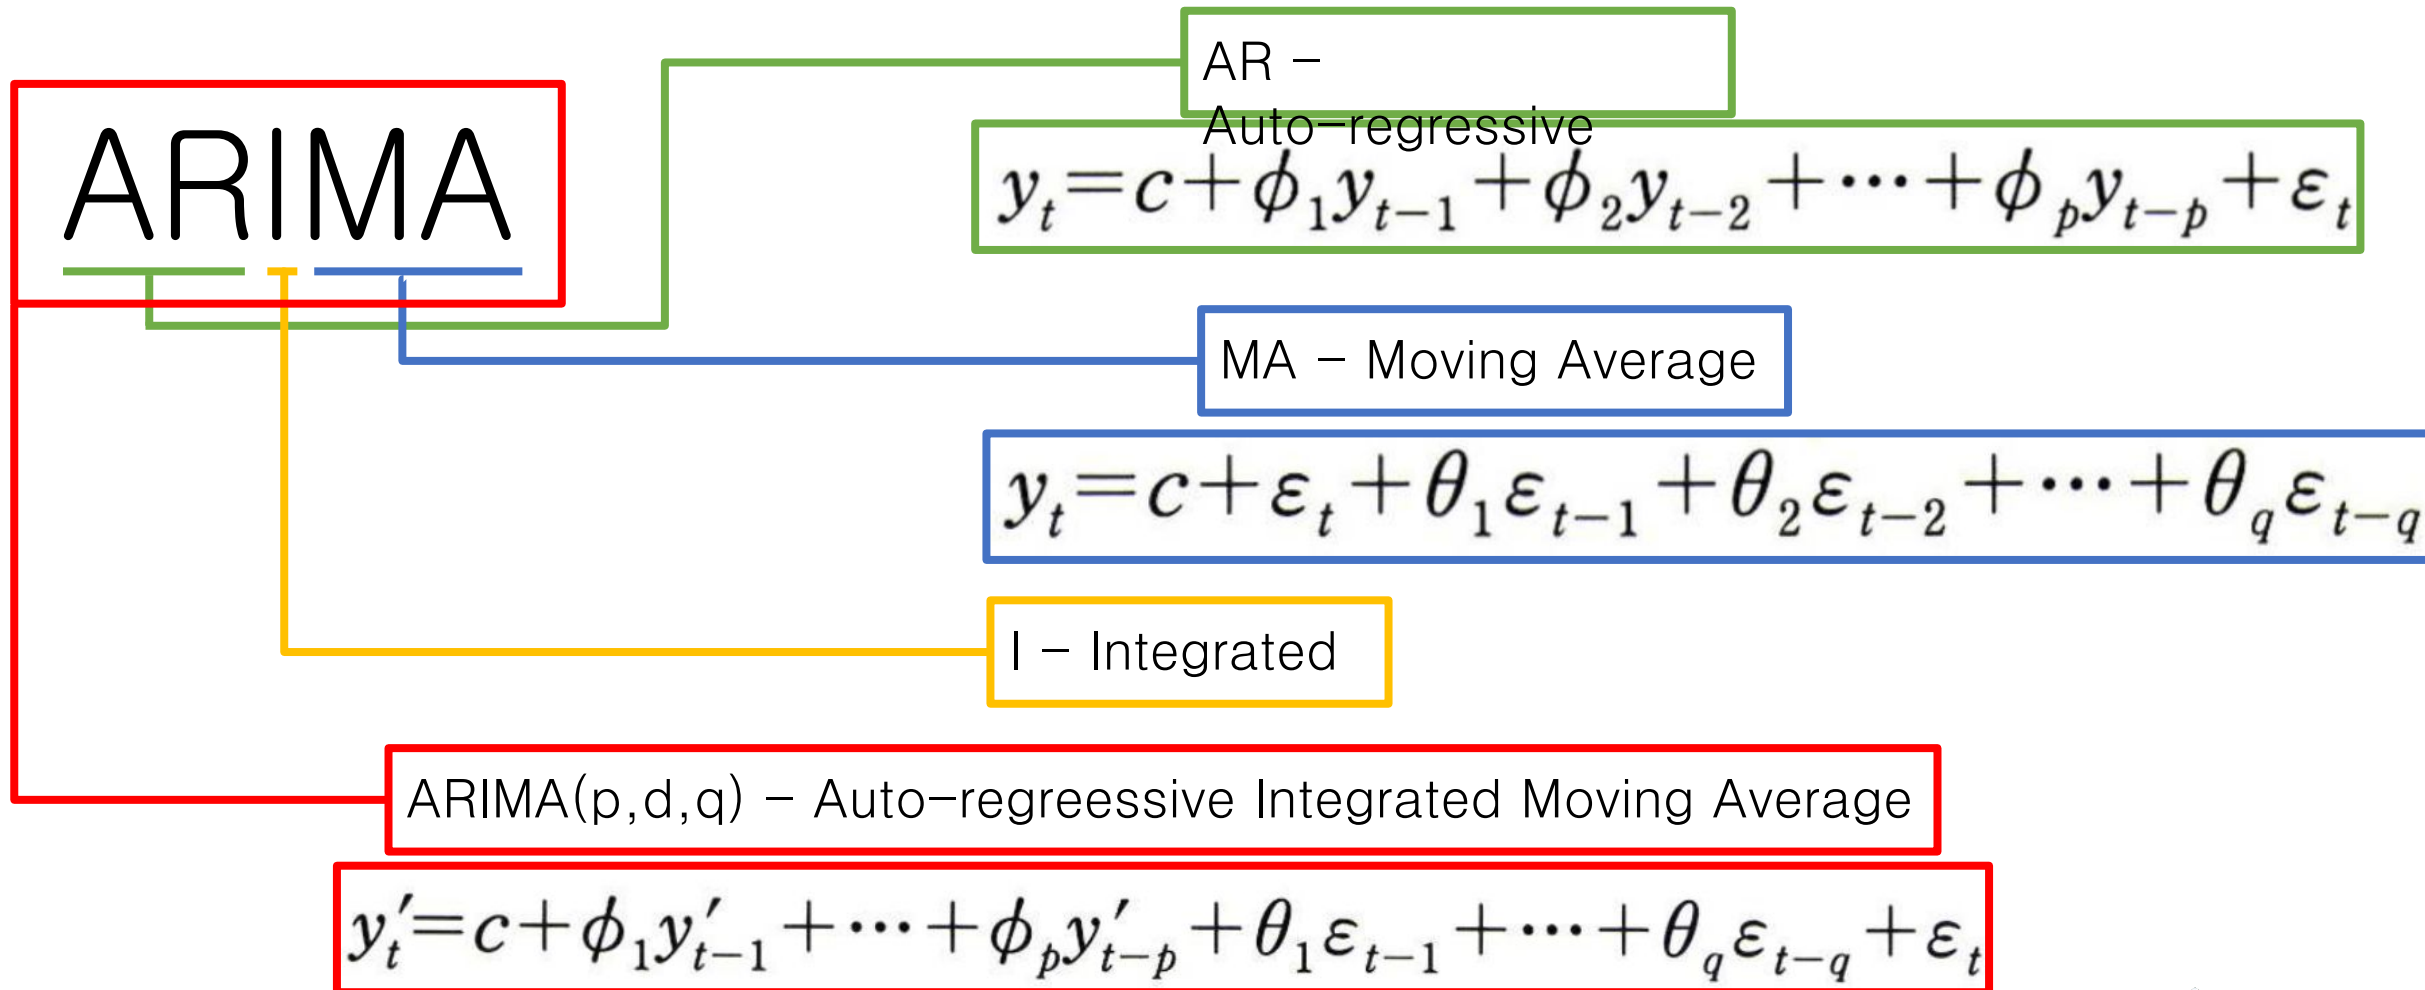 ARIMA
AR –
Auto-regressive
y_t = c + ϕ_1 y_{t-1} + ϕ_2 y_{t-2} + ⋯ + ϕ_p y_{t-p} + ε_t
MA – Moving Average
y_t = c + ε_t + θ_1 ε_{t-1} + θ_2 ε_{t-2} + ⋯ + θ_q ε_{t-q}
I – Integrated
ARIMA(p,d,q) – Auto-regreessive Integrated Moving Average
y'_t = c + ϕ_1 y'_{t-1} + ⋯ + ϕ_p y'_{t-p} + θ_1 ε_{t-1} + ⋯ + θ_q ε_{t-q} + ε_t